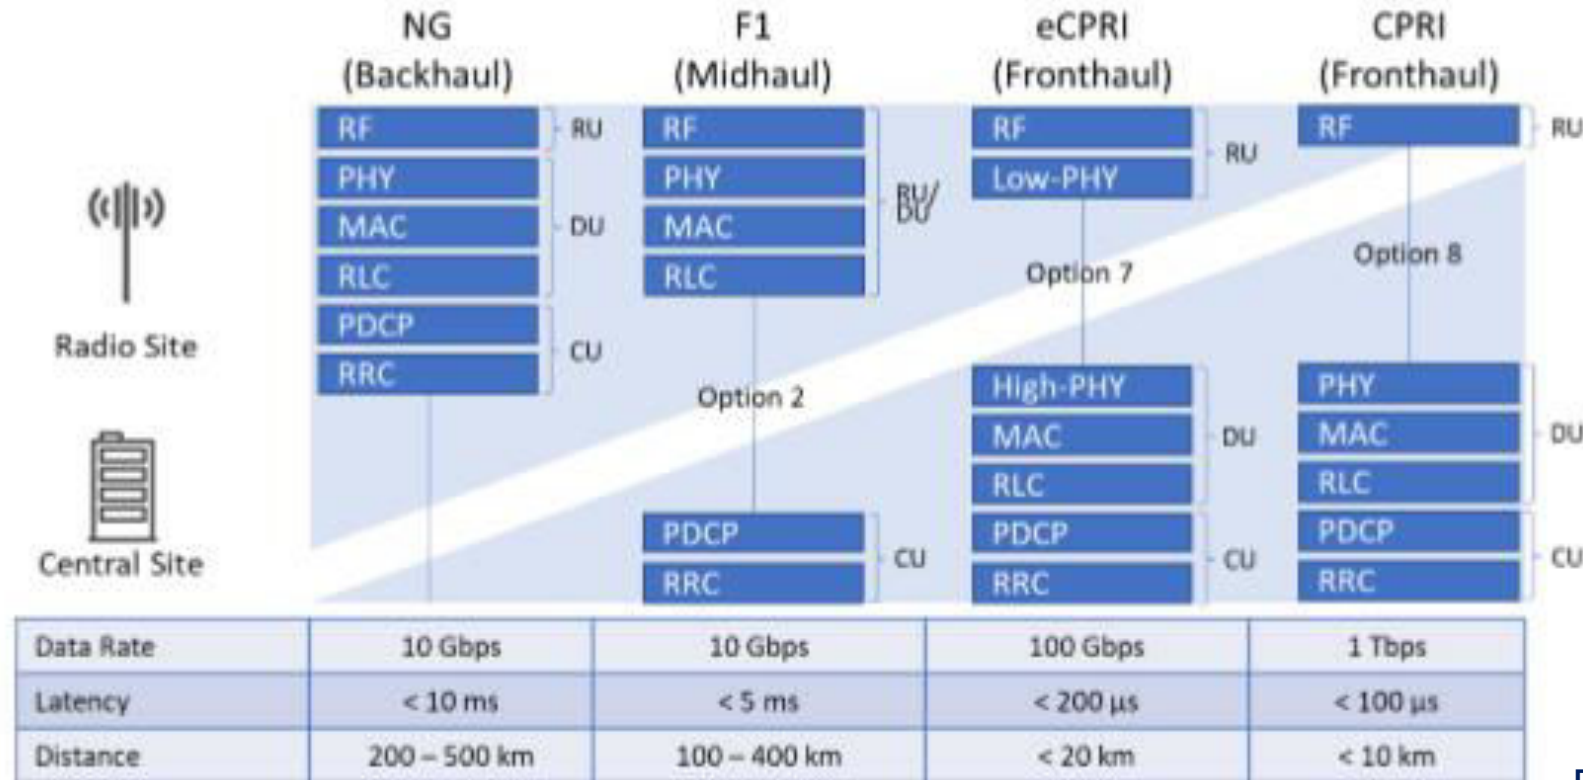 NG
(Backhaul)
F1
(Midhaul)
eCPRI
(Fronthaul)
CPRI
(Fronthaul)
RF
PHY
MAC
RLC
PDCP
RRC
RU
DU
CU
RF
PHY
MAC
RLC
RU/
DU
Option 2
PDCP
RRC
CU
RF
Low-PHY
RU
Option 7
High-PHY
MAC
RLC
PDCP
RRC
DU
CU
RF
RU
Option 8
PHY
MAC
RLC
PDCP
RRC
DU
CU
Radio Site
Central Site
Data Rate 10 Gbps 10 Gbps 100 Gbps 1 Tbps
Latency < 10 ms < 5 ms < 200 µs < 100 µs
Distance 200 – 500 km 100 – 400 km < 20 km < 10 km